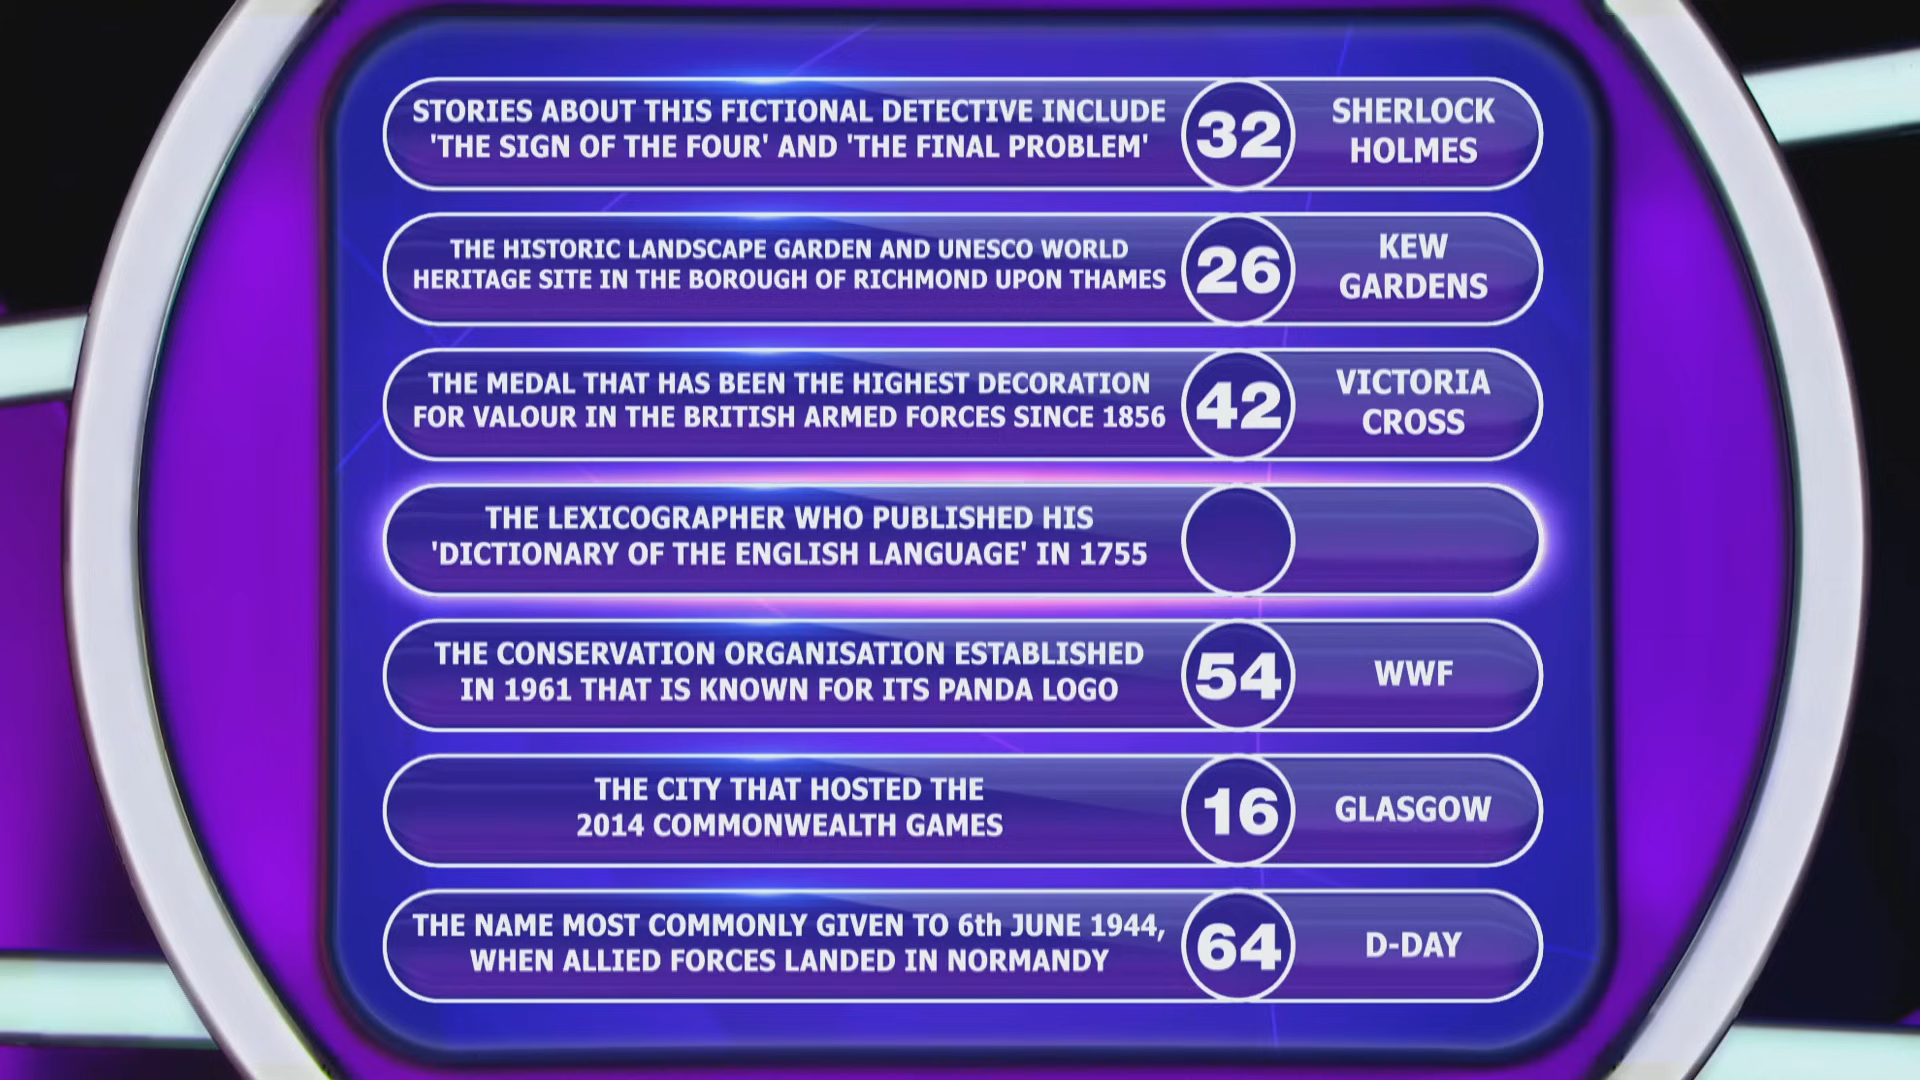 STORIES ABOUT THIS FICTIONAL DETECTIVE INCLUDE
'THE SIGN OF THE FOUR' AND 'THE FINAL PROBLEM'
32
SHERLOCK
HOLMES
THE HISTORIC LANDSCAPE GARDEN AND UNESCO WORLD
HERITAGE SITE IN THE BOROUGH OF RICHMOND UPON THAMES
26
KEW
GARDENS
THE MEDAL THAT HAS BEEN THE HIGHEST DECORATION
FOR VALOUR IN THE BRITISH ARMED FORCES SINCE 1856
42
VICTORIA
CROSS
THE LEXICOGRAPHER WHO PUBLISHED HIS
'DICTIONARY OF THE ENGLISH LANGUAGE' IN 1755
THE CONSERVATION ORGANISATION ESTABLISHED
IN 1961 THAT IS KNOWN FOR ITS PANDA LOGO
54
WWF
THE CITY THAT HOSTED THE
2014 COMMONWEALTH GAMES
16
GLASGOW
THE NAME MOST COMMONLY GIVEN TO 6th JUNE 1944,
WHEN ALLIED FORCES LANDED IN NORMANDY
64
D-DAY